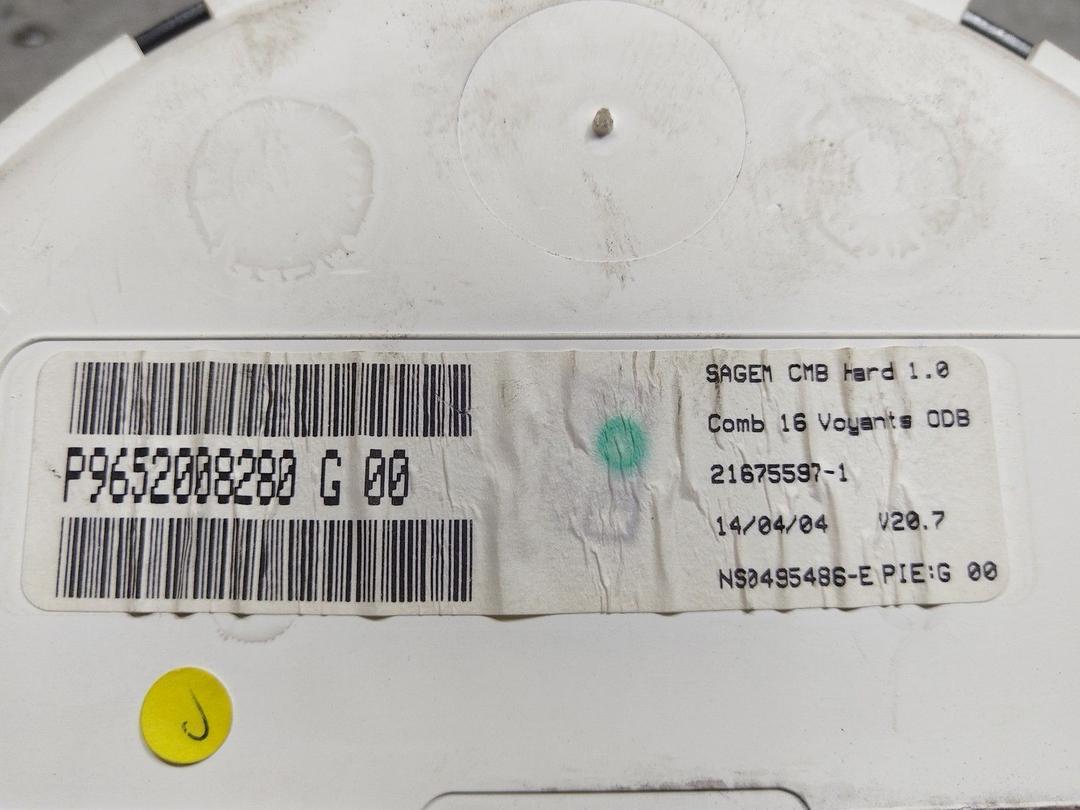 P9652008280 G 00
SAGEM CMB Hard 1.0
Comb 16 Voyants ODB
21675597-1
14/04/04 V20.7
NS0495486-E PIE:G 00
J